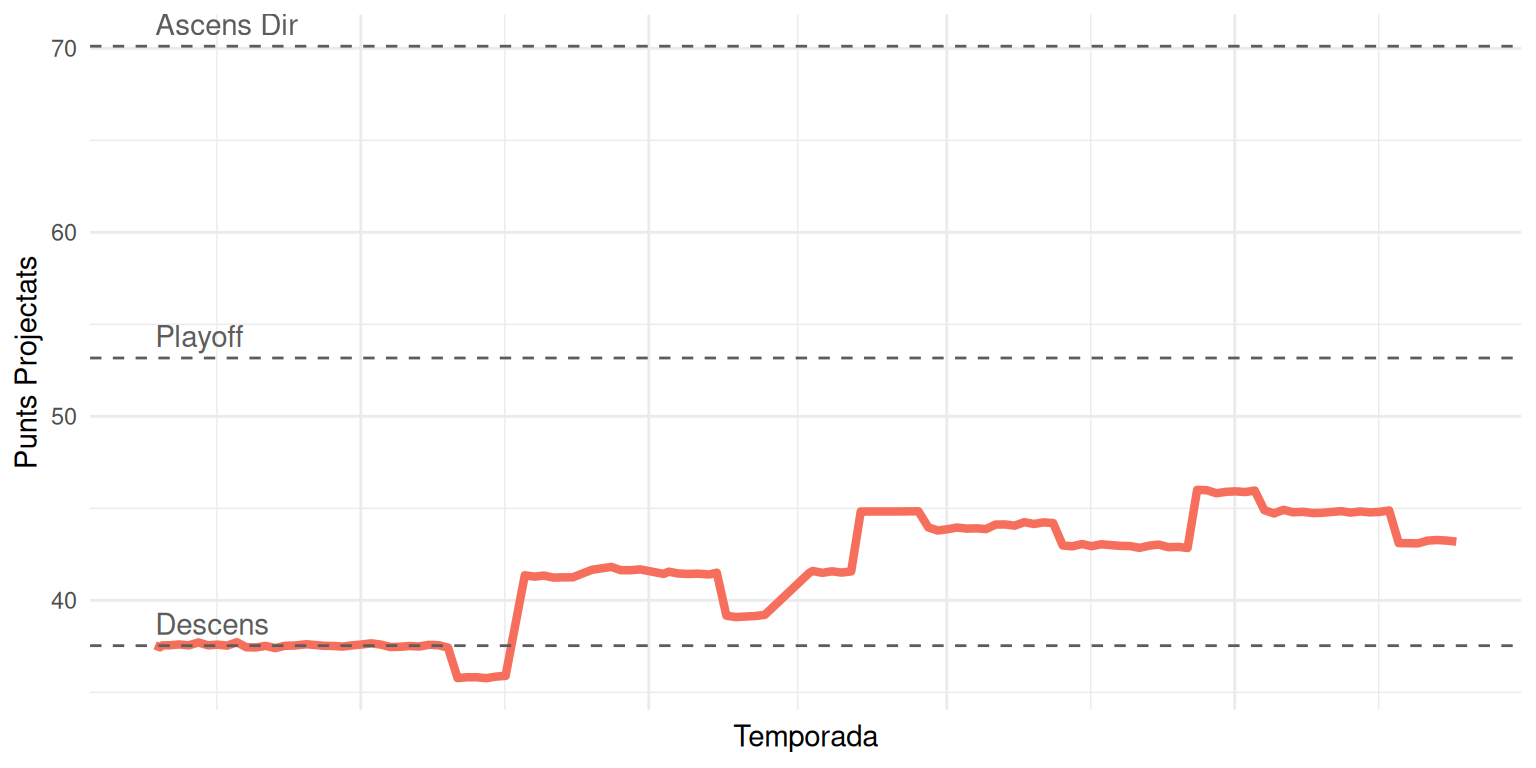 Ascens Dir
70
60
Playoff
50
40
Descens
Punts Projectats
Temporada